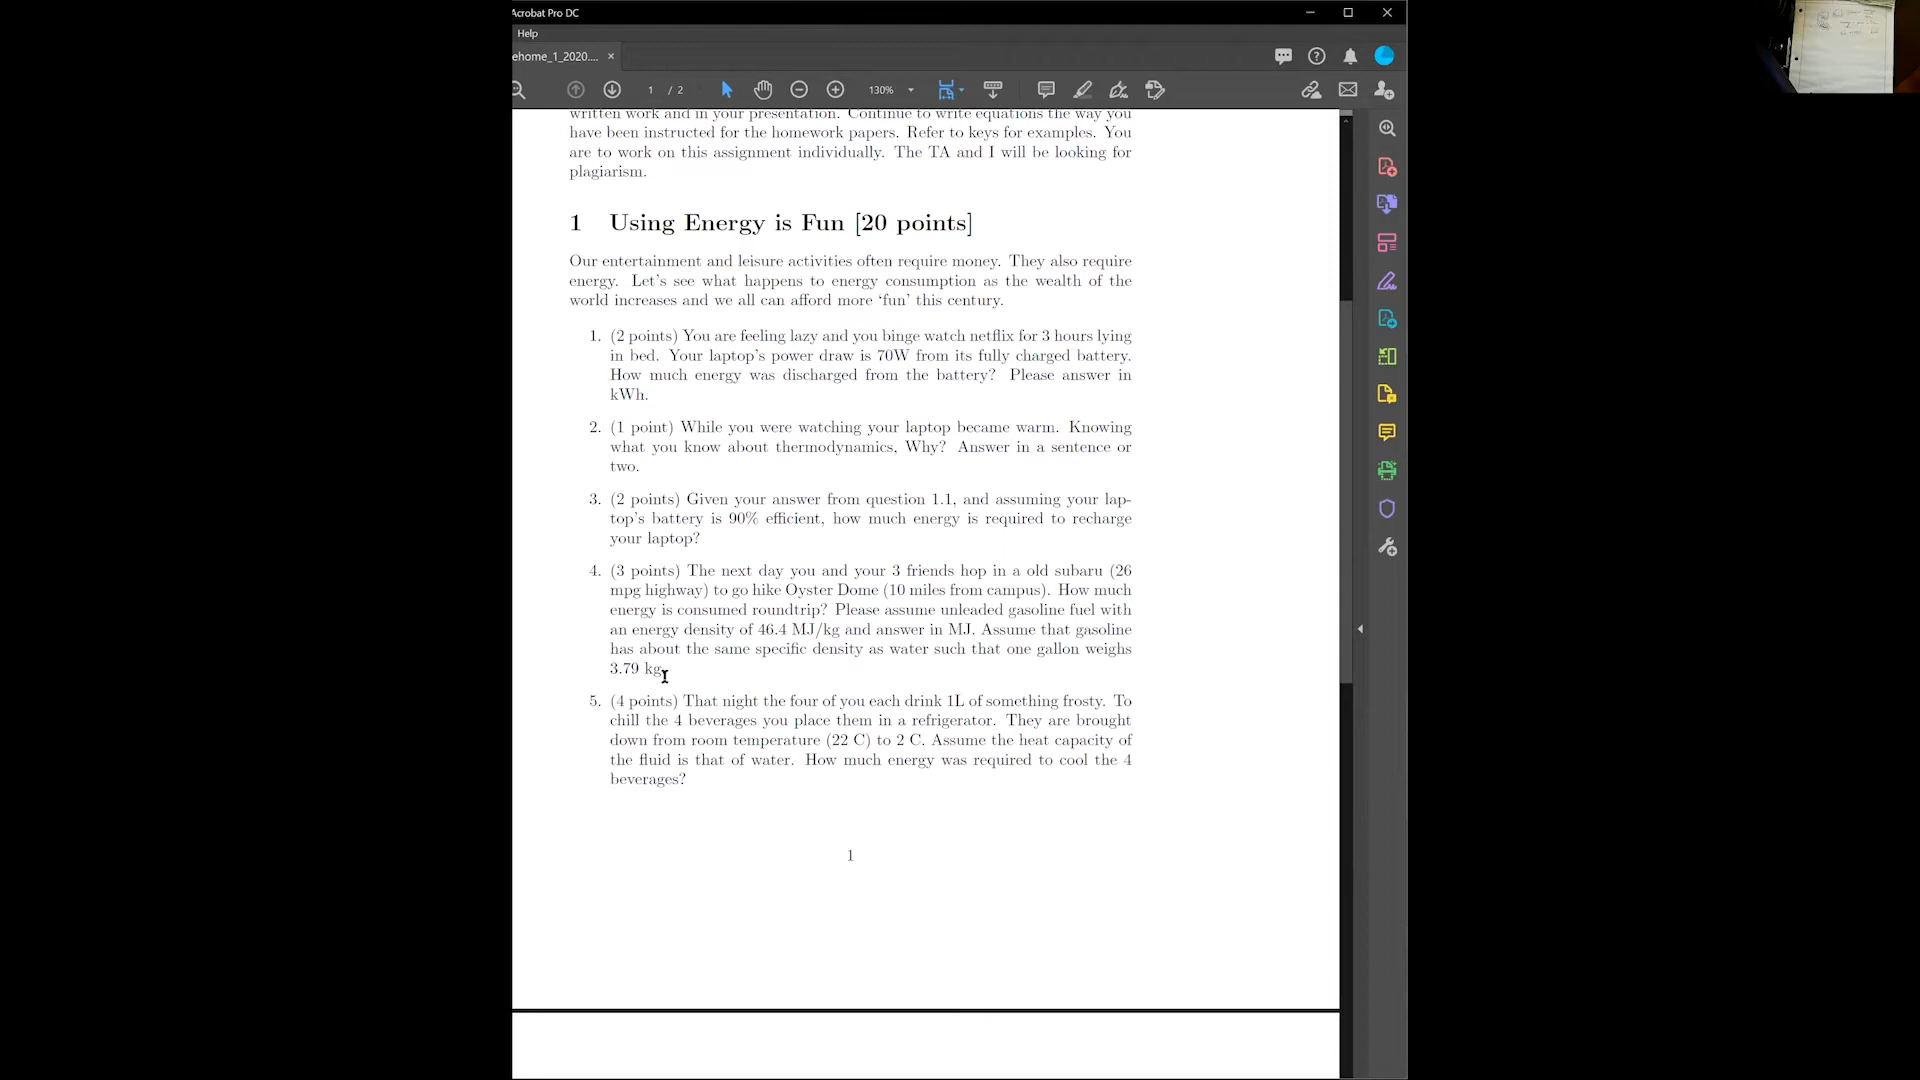 Acrobat Pro DC
Help
ehome_1_2020....
1 / 2
130%
written work and in your presentation. Continue to write equations the way you
have been instructed for the homework papers. Refer to keys for examples. You
are to work on this assignment individually. The TA and I will be looking for
plagiarism.
1 Using Energy is Fun [20 points]
Our entertainment and leisure activities often require money. They also require
energy. Let's see what happens to energy consumption as the wealth of the
world increases and we all can afford more 'fun' this century.
1. (2 points) You are feeling lazy and you binge watch netflix for 3 hours lying
in bed. Your laptop's power draw is 70W from its fully charged battery.
How much energy was discharged from the battery? Please answer in
kWh.
2. (1 point) While you were watching your laptop became warm. Knowing
what you know about thermodynamics, Why? Answer in a sentence or
two.
3. (2 points) Given your answer from question 1.1, and assuming your lap-
top's battery is 90% efficient, how much energy is required to recharge
your laptop?
4. (3 points) The next day you and your 3 friends hop in a old subaru (26
mpg highway) to go hike Oyster Dome (10 miles from campus). How much
energy is consumed roundtrip? Please assume unleaded gasoline fuel with
an energy density of 46.4 MJ/kg and answer in MJ. Assume that gasoline
has about the same specific density as water such that one gallon weighs
3.79 kg.
5. (4 points) That night the four of you each drink 1L of something frosty. To
chill the 4 beverages you place them in a refrigerator. They are brought
down from room temperature (22 C) to 2 C. Assume the heat capacity of
the fluid is that of water. How much energy was required to cool the 4
beverages?
1